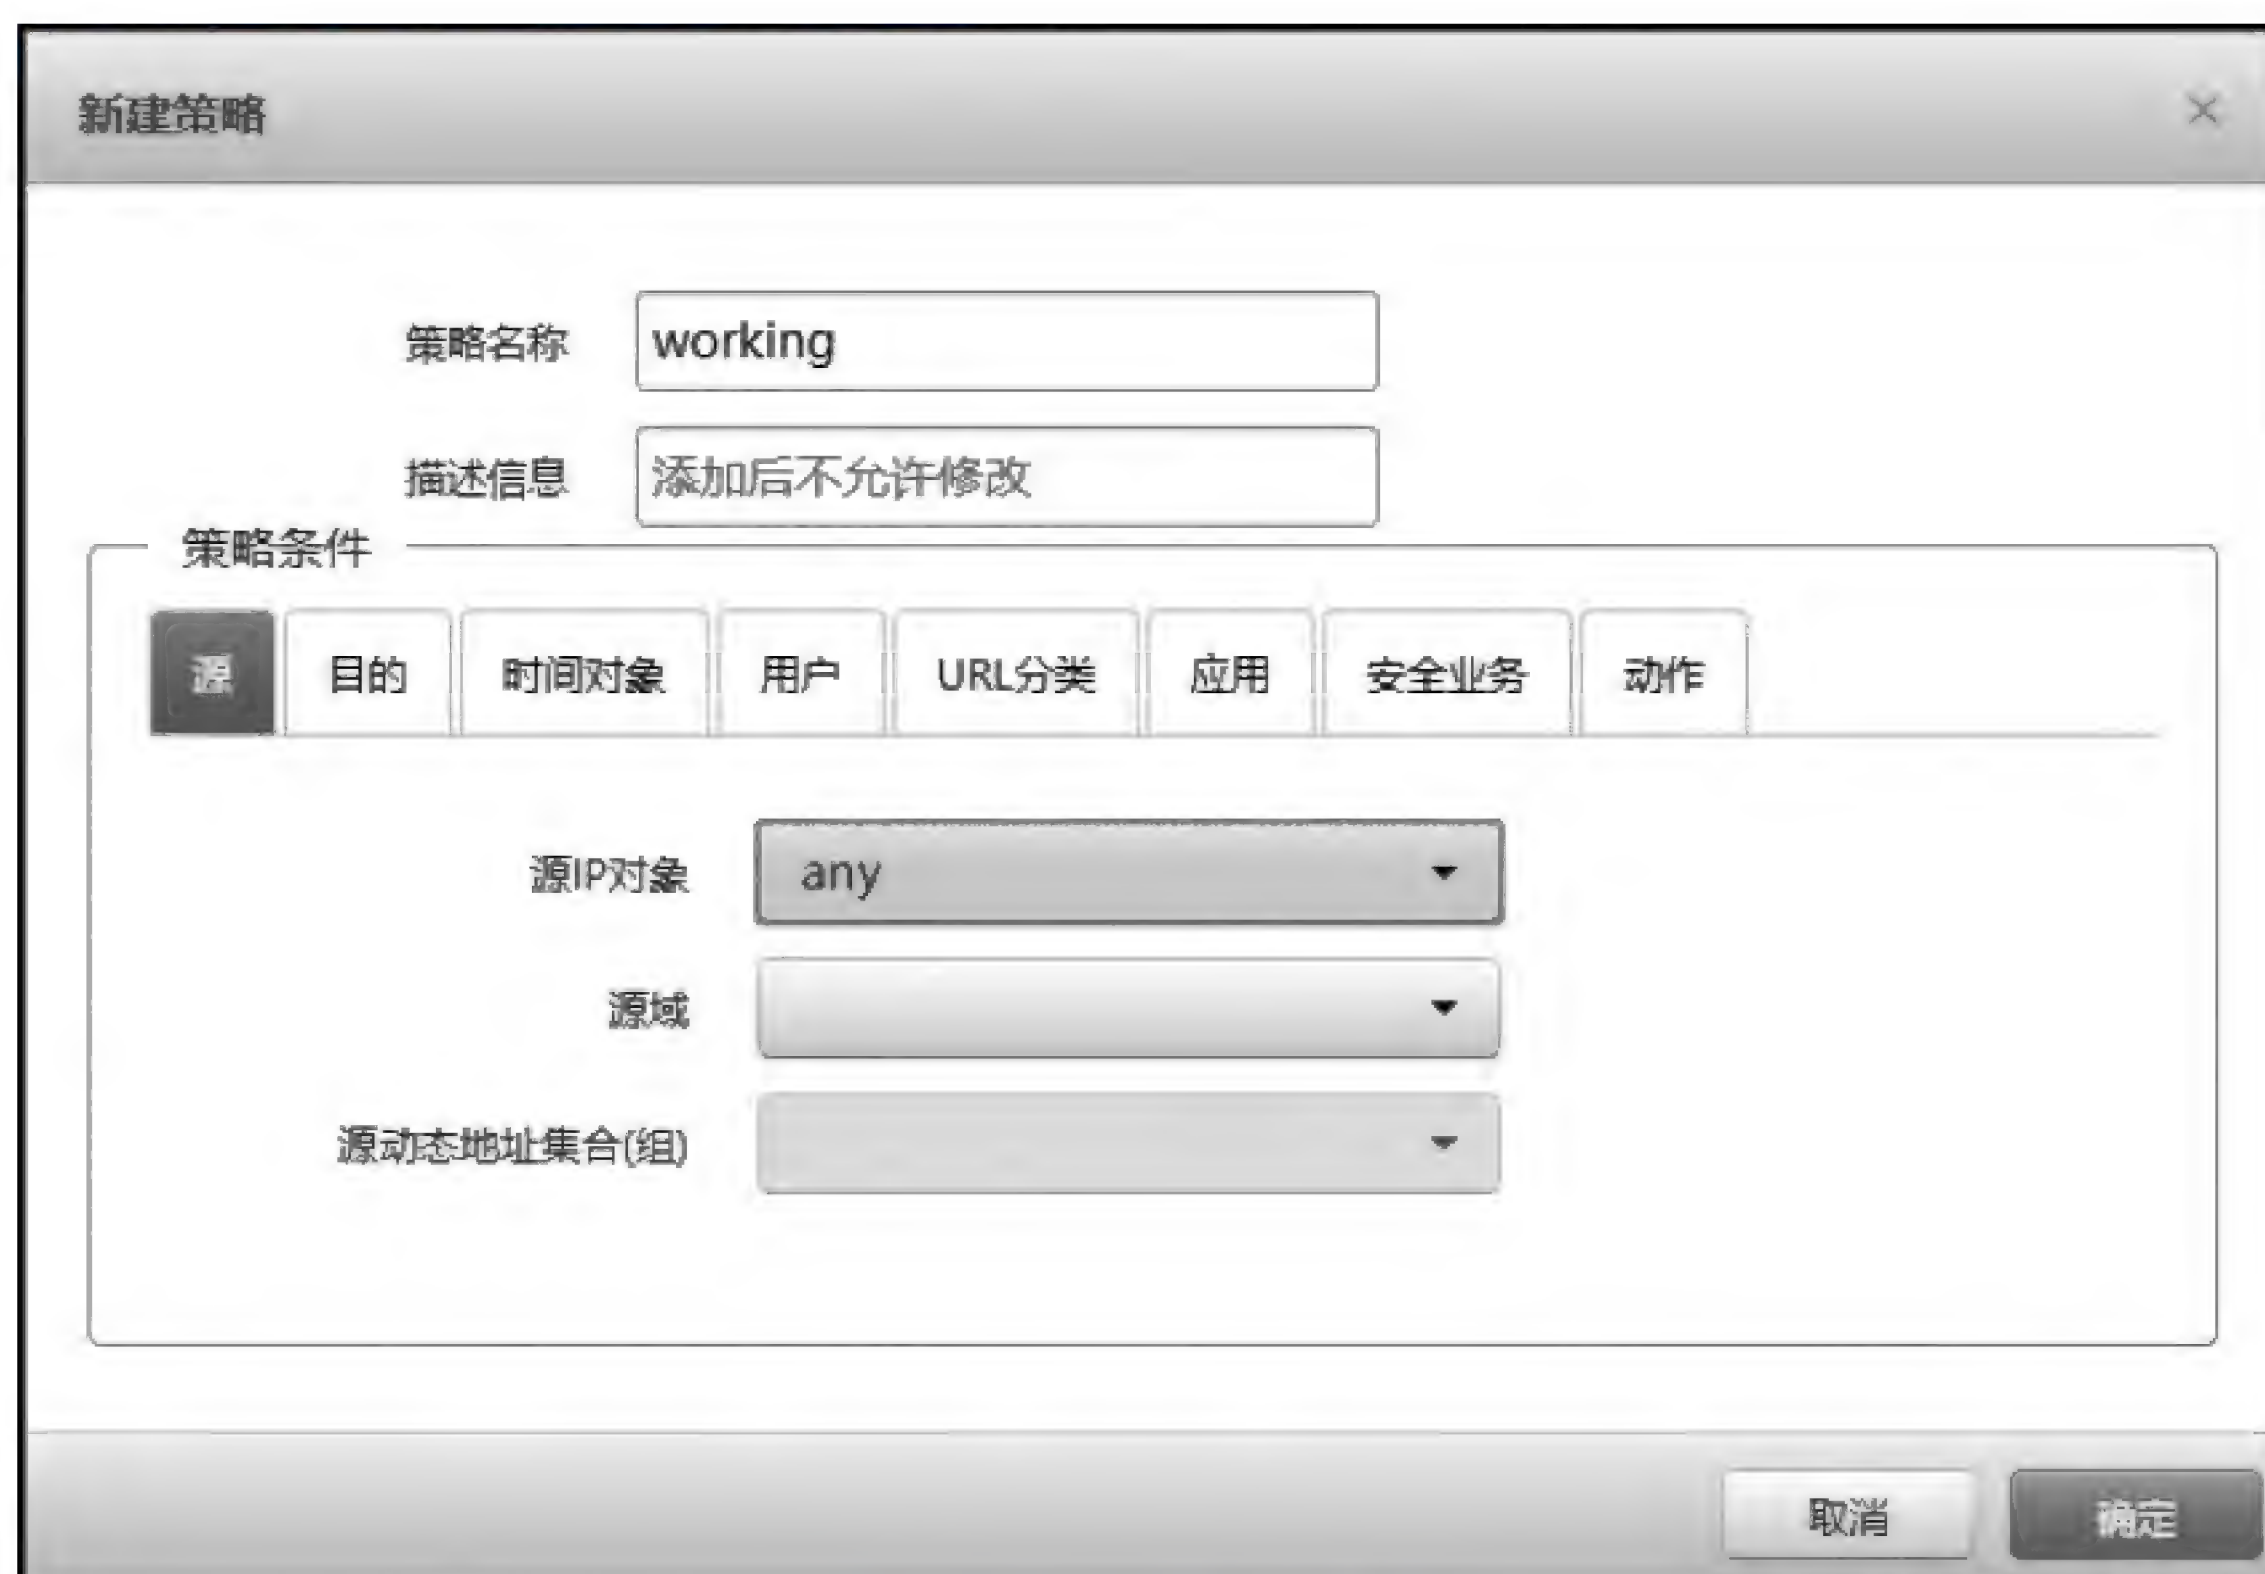 新建策略 ×
策略名称 working
描述信息 添加后不允许修改
策略条件
源 目的 时间对象 用户 URL分类 应用 安全业务 动作
源IP对象 any
源域
源动态地址集合(组)
取消 确定